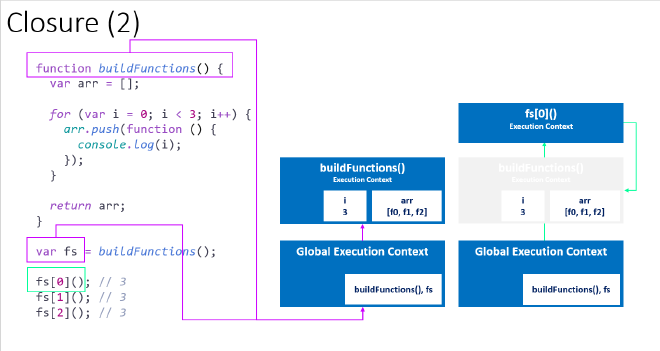 Closure (2)
function buildFunctions() {
var arr = [];
for (var i = 0; i < 3; i++) {
arr.push(function () {
console.log(i);
});
}
return arr;
}
var fs = buildFunctions();
fs[0](); // 3
fs[1](); // 3
fs[2](); // 3
buildFunctions()
Execution Context
i
3
arr
[f0, f1, f2]
Global Execution Context
buildFunctions(), fs
fs[0]()
Execution Context
buildFunctions()
Execution Context
i
3
arr
[f0, f1, f2]
Global Execution Context
buildFunctions(), fs